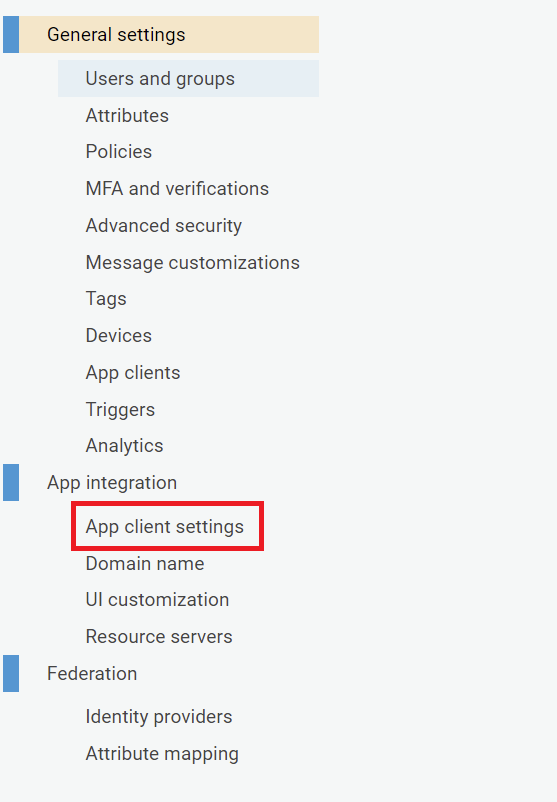 General settings
Users and groups
Attributes
Policies
MFA and verifications
Advanced security
Message customizations
Tags
Devices
App clients
Triggers
Analytics
App integration
App client settings
Domain name
UI customization
Resource servers
Federation
Identity providers
Attribute mapping